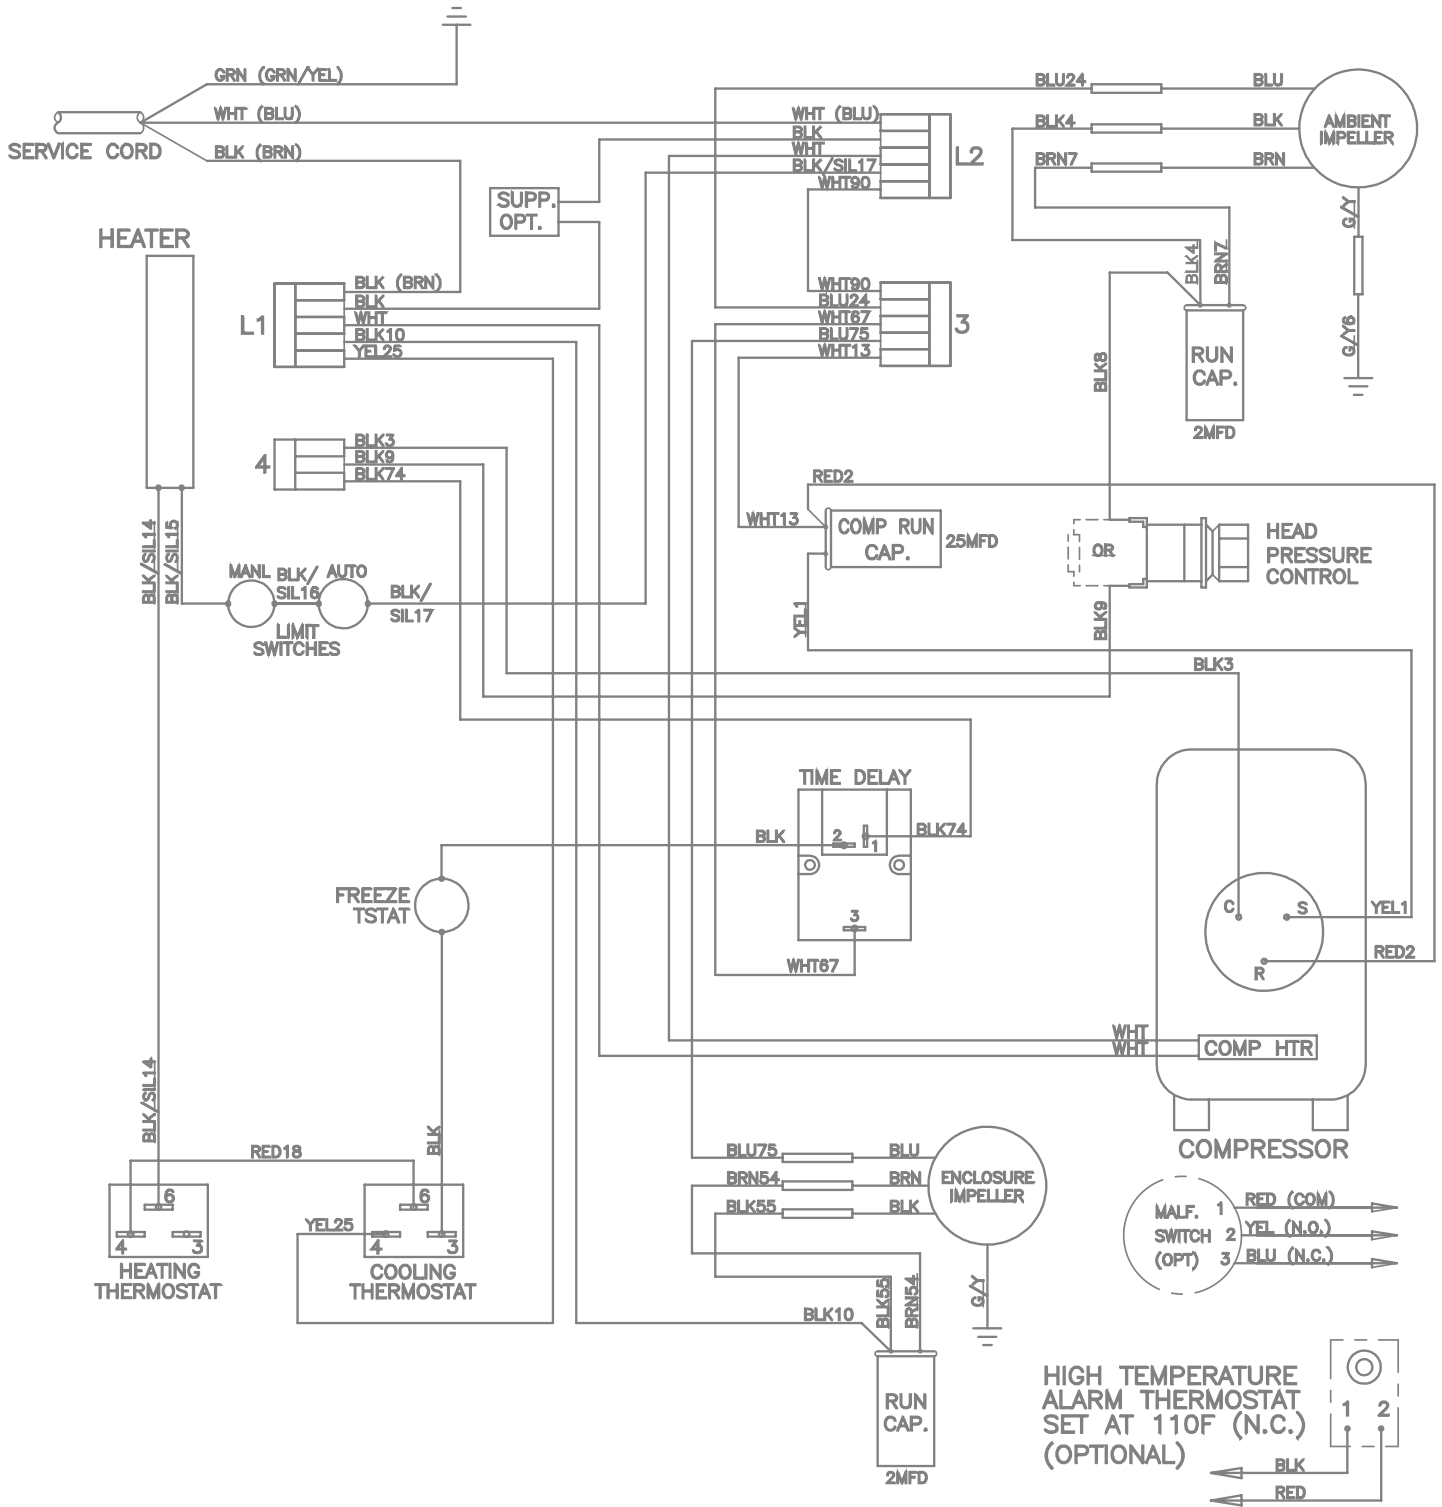 GRN (GRN/YEL)
WHT (BLU)
SERVICE CORD
BLK (BRN)
WHT (BLU)
BLK
WHT
BLK/SIL17
WHT90
L2
BLU24
BLU
BLK4
BLK
BRN7
BRN
AMBIENT
IMPELLER
G/Y
G/Y6
SUPP.
OPT.
HEATER
L1
BLK (BRN)
BLK
WHT
BLK10
YEL25
WHT90
BLU24
WHT67
BLU75
WHT13
3
BLK4
BRN7
RUN
CAP.
2MFD
BLK8
4
BLK3
BLK9
BLK74
RED2
WHT13
COMP RUN
CAP.
25MFD
OR
HEAD
PRESSURE
CONTROL
BLK/SIL14
BLK/SIL15
MANL
BLK/
SIL16
AUTO
BLK/
SIL17
LIMIT
SWITCHES
YEL1
BLK9
BLK3
TIME DELAY
BLK
2
1
BLK74
3
WHT67
FREEZE
TSTAT
C
S
R
YEL1
RED2
WHT
WHT
COMP HTR
COMPRESSOR
BLK/SIL14
BLK
RED18
6
4
3
HEATING
THERMOSTAT
YEL25
6
4
3
COOLING
THERMOSTAT
BLU75
BLU
BRN54
BRN
BLK55
BLK
ENCLOSURE
IMPELLER
G/Y
BLK10
BLK55
BRN54
RUN
CAP.
2MFD
MALF.
SWITCH
(OPT)
1
2
3
RED (COM)
YEL (N.O.)
BLU (N.C.)
HIGH TEMPERATURE
ALARM THERMOSTAT
SET AT 110F (N.C.)
(OPTIONAL)
1
2
BLK
RED